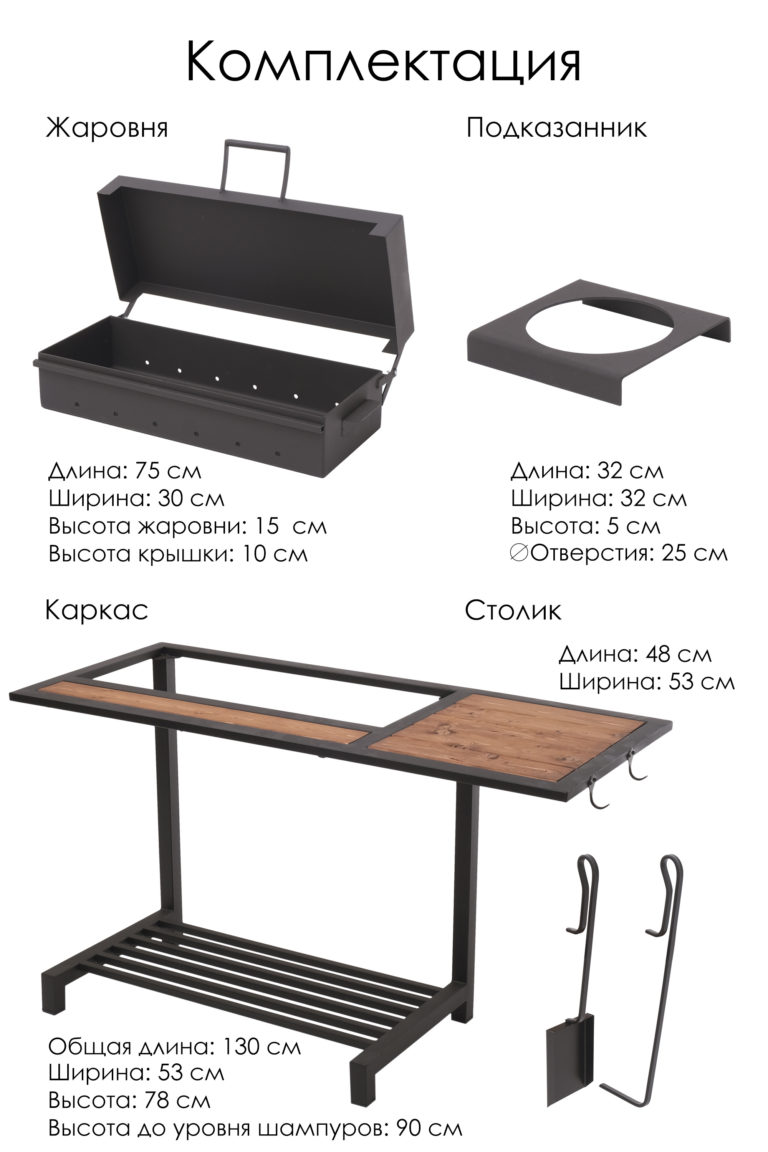 Комплектация
Жаровня
Длина: 75 см
Ширина: 30 см
Высота жаровни: 15 см
Высота крышки: 10 см
Подказанник
Длина: 32 см
Ширина: 32 см
Высота: 5 см
∅Отверстия: 25 см
Каркас
Столик
Длина: 48 см
Ширина: 53 см
Общая длина: 130 см
Ширина: 53 см
Высота: 78 см
Высота до уровня шампуров: 90 см